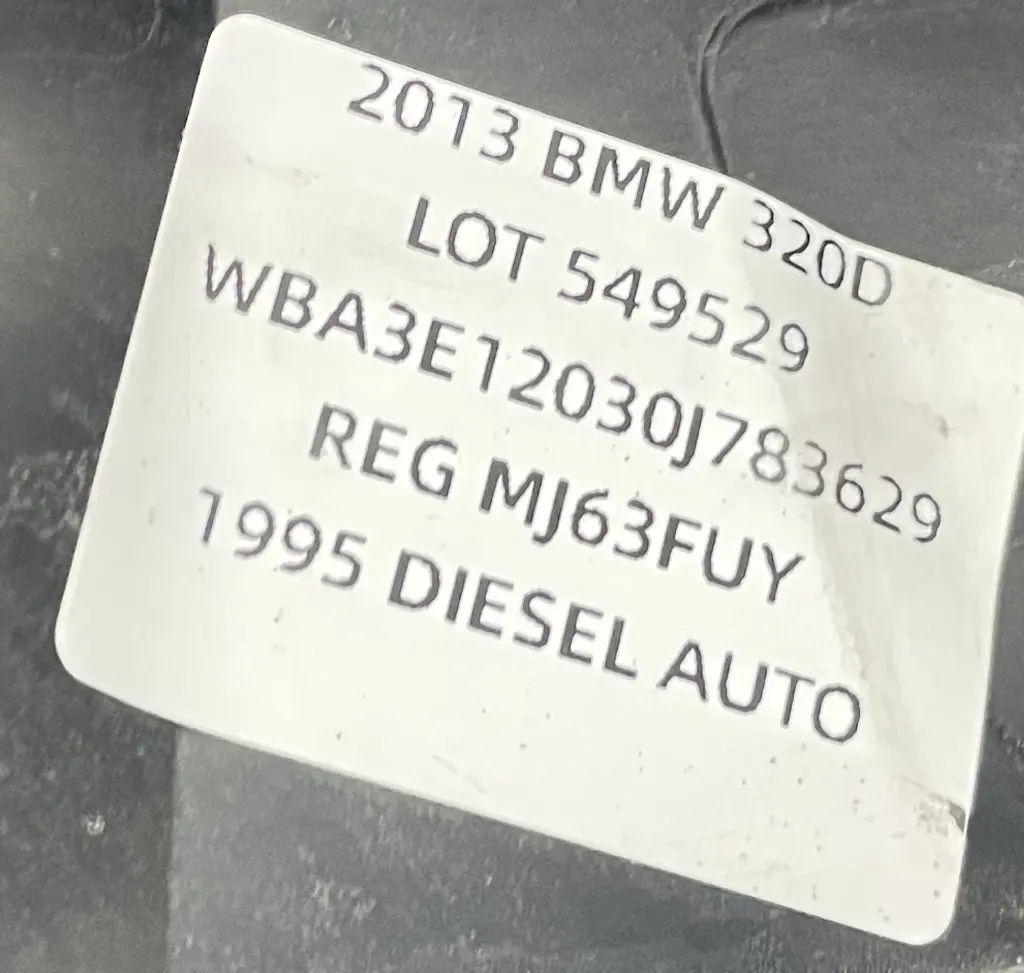 2013 BMW 320D
LOT 549529
WBA3E12030J783629
REG MJ63FUY
1995 DIESEL AUTO